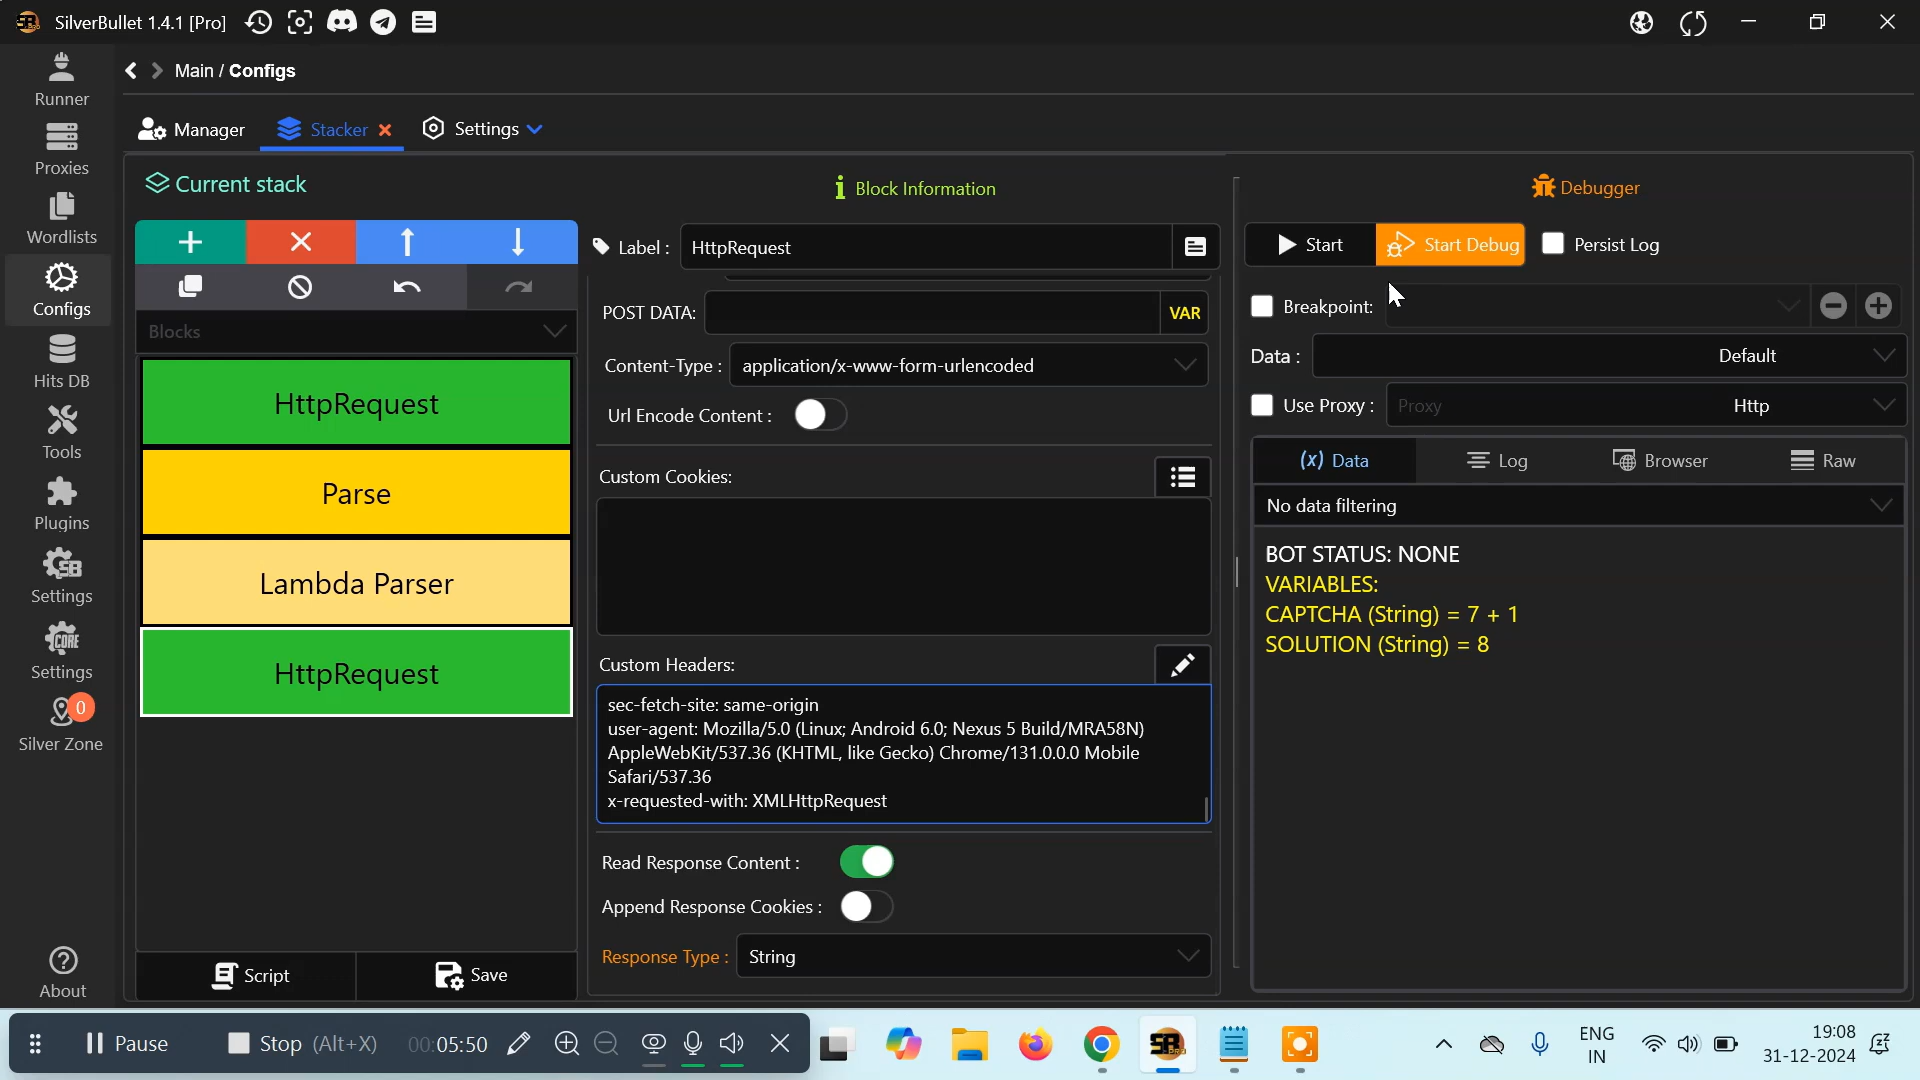 SilverBullet 1.4.1 [Pro]
Runner
Proxies
Wordlists
Configs
Hits DB
Tools
Plugins
Settings
Settings
0
Silver Zone
About
Main / Configs
Manager
Stacker
Settings
Current stack
Blocks
HttpRequest
Parse
Lambda Parser
HttpRequest
Script
Save
Block Information
Label :
HttpRequest
POST DATA:
VAR
Content-Type :
application/x-www-form-urlencoded
Url Encode Content :
Custom Cookies:
Custom Headers:
sec-fetch-site: same-origin
user-agent: Mozilla/5.0 (Linux; Android 6.0; Nexus 5 Build/MRA58N)
AppleWebKit/537.36 (KHTML, like Gecko) Chrome/131.0.0.0 Mobile
Safari/537.36
x-requested-with: XMLHttpRequest
Read Response Content :
Append Response Cookies :
Response Type :
String
Debugger
Start
Start Debug
Persist Log
Breakpoint:
Data :
Default
Use Proxy :
Proxy
Http
(x) Data
Log
Browser
Raw
No data filtering
BOT STATUS: NONE
VARIABLES:
CAPTCHA (String) = 7 + 1
SOLUTION (String) = 8
Pause
Stop (Alt+X)
00:05:50
ENG
IN
19:08
31-12-2024